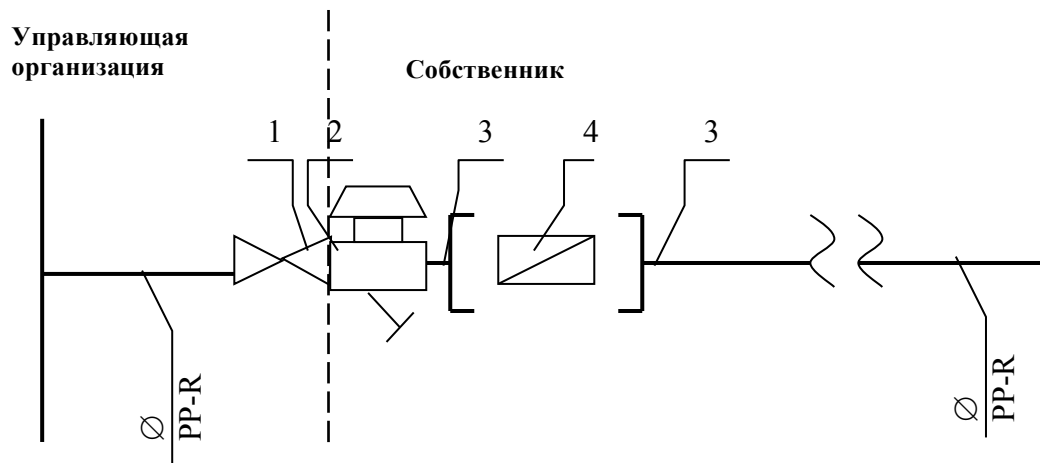 Управляющая
организация
Собственник
1 2 3 4 3
∅
PP-R
∅
PP-R